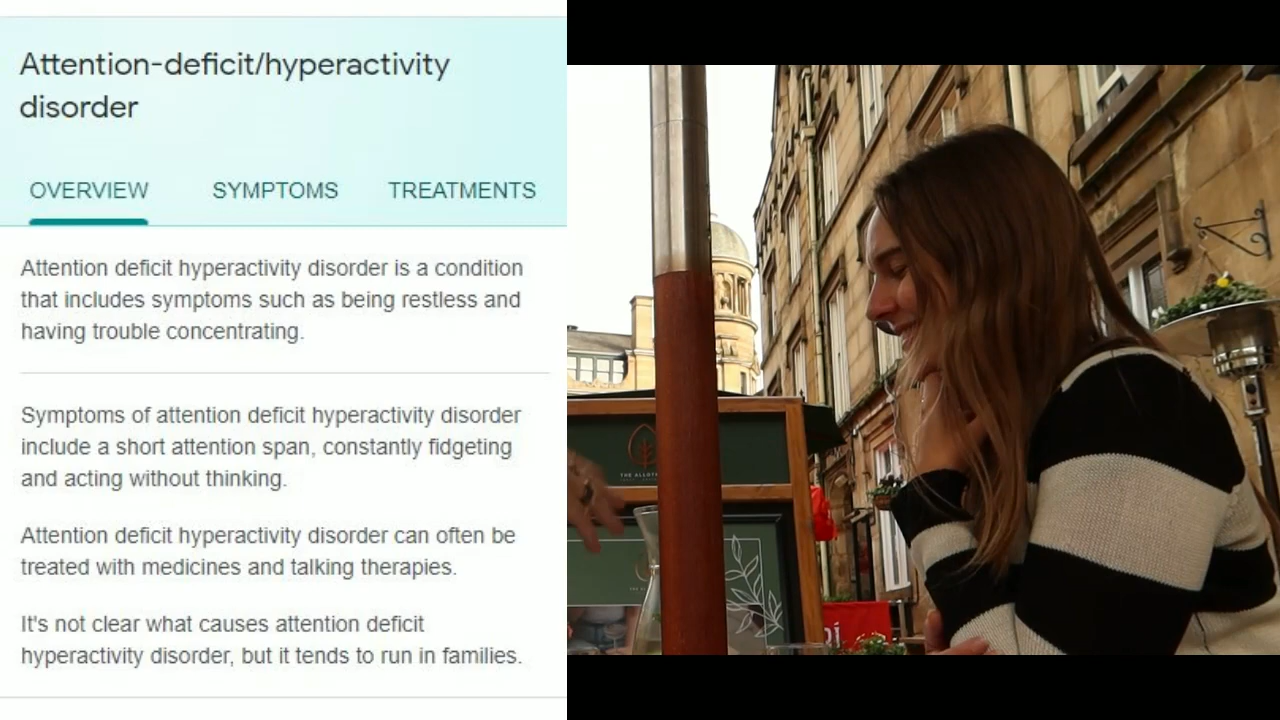 Attention-deficit/hyperactivity
disorder
OVERVIEW SYMPTOMS TREATMENTS
Attention deficit hyperactivity disorder is a condition
that includes symptoms such as being restless and
having trouble concentrating.
Symptoms of attention deficit hyperactivity disorder
include a short attention span, constantly fidgeting
and acting without thinking.
Attention deficit hyperactivity disorder can often be
treated with medicines and talking therapies.
It's not clear what causes attention deficit
hyperactivity disorder, but it tends to run in families.
THE